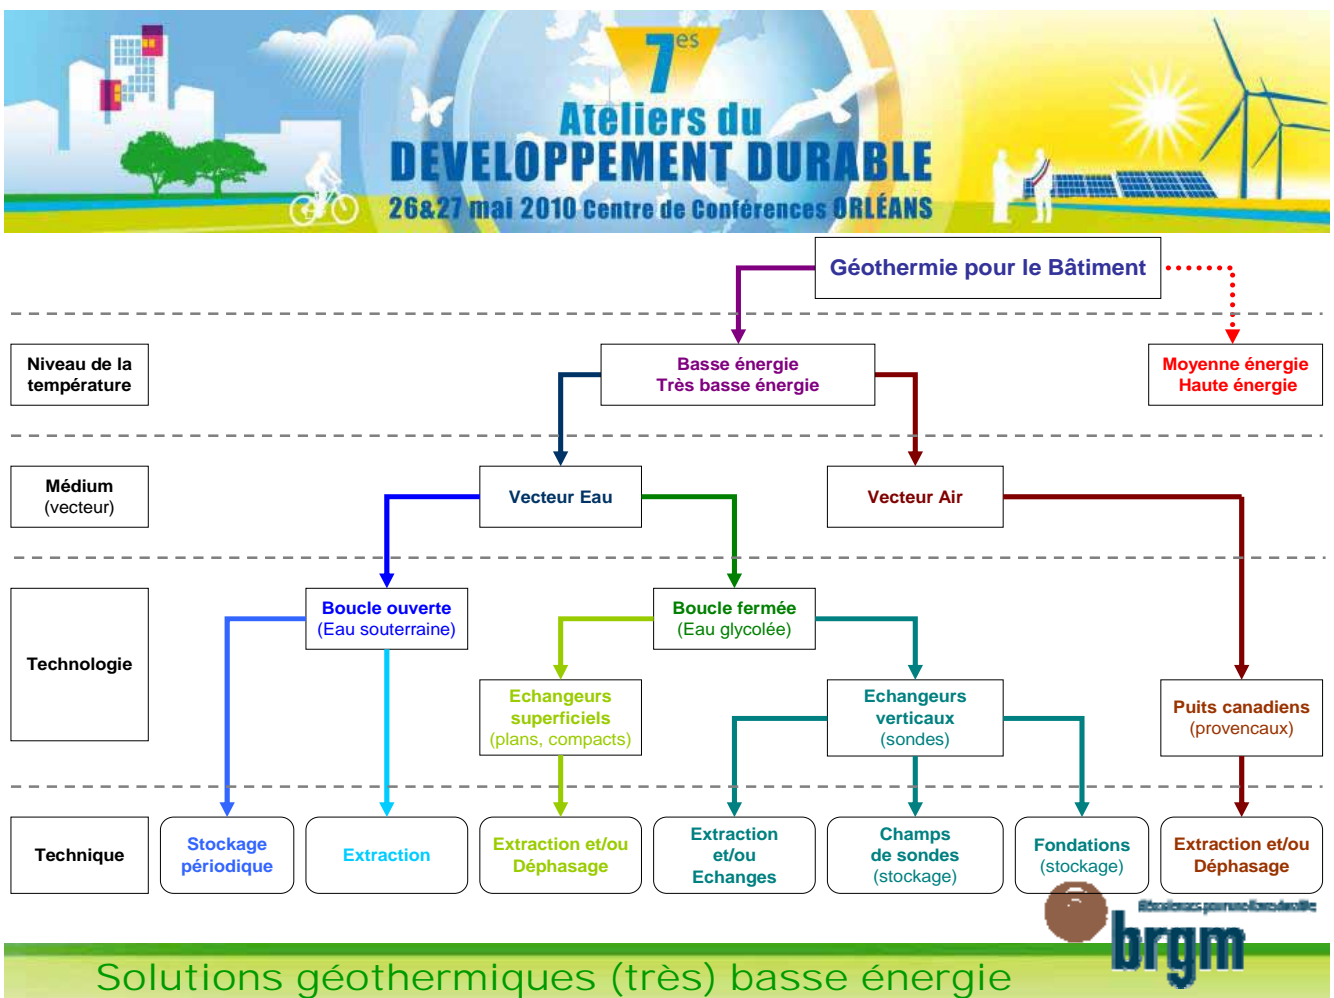 7es
Ateliers du
DEVELOPPEMENT DURABLE
26&27 mai 2010 Centre de Conférences ORLÉANS
Géothermie pour le Bâtiment
Niveau de la
température
Basse énergie
Très basse énergie
Moyenne énergie
Haute énergie
Médium
(vecteur)
Vecteur Eau
Vecteur Air
Technologie
Boucle ouverte
(Eau souterraine)
Boucle fermée
(Eau glycolée)
Echangeurs
superficiels
(plans, compacts)
Echangeurs
verticaux
(sondes)
Puits canadiens
(provencaux)
Technique
Stockage
périodique
Extraction
Extraction et/ou
Déphasage
Extraction
et/ou
Echanges
Champs
de sondes
(stockage)
Fondations
(stockage)
Extraction et/ou
Déphasage
brgm
Solutions géothermiques (très) basse énergie